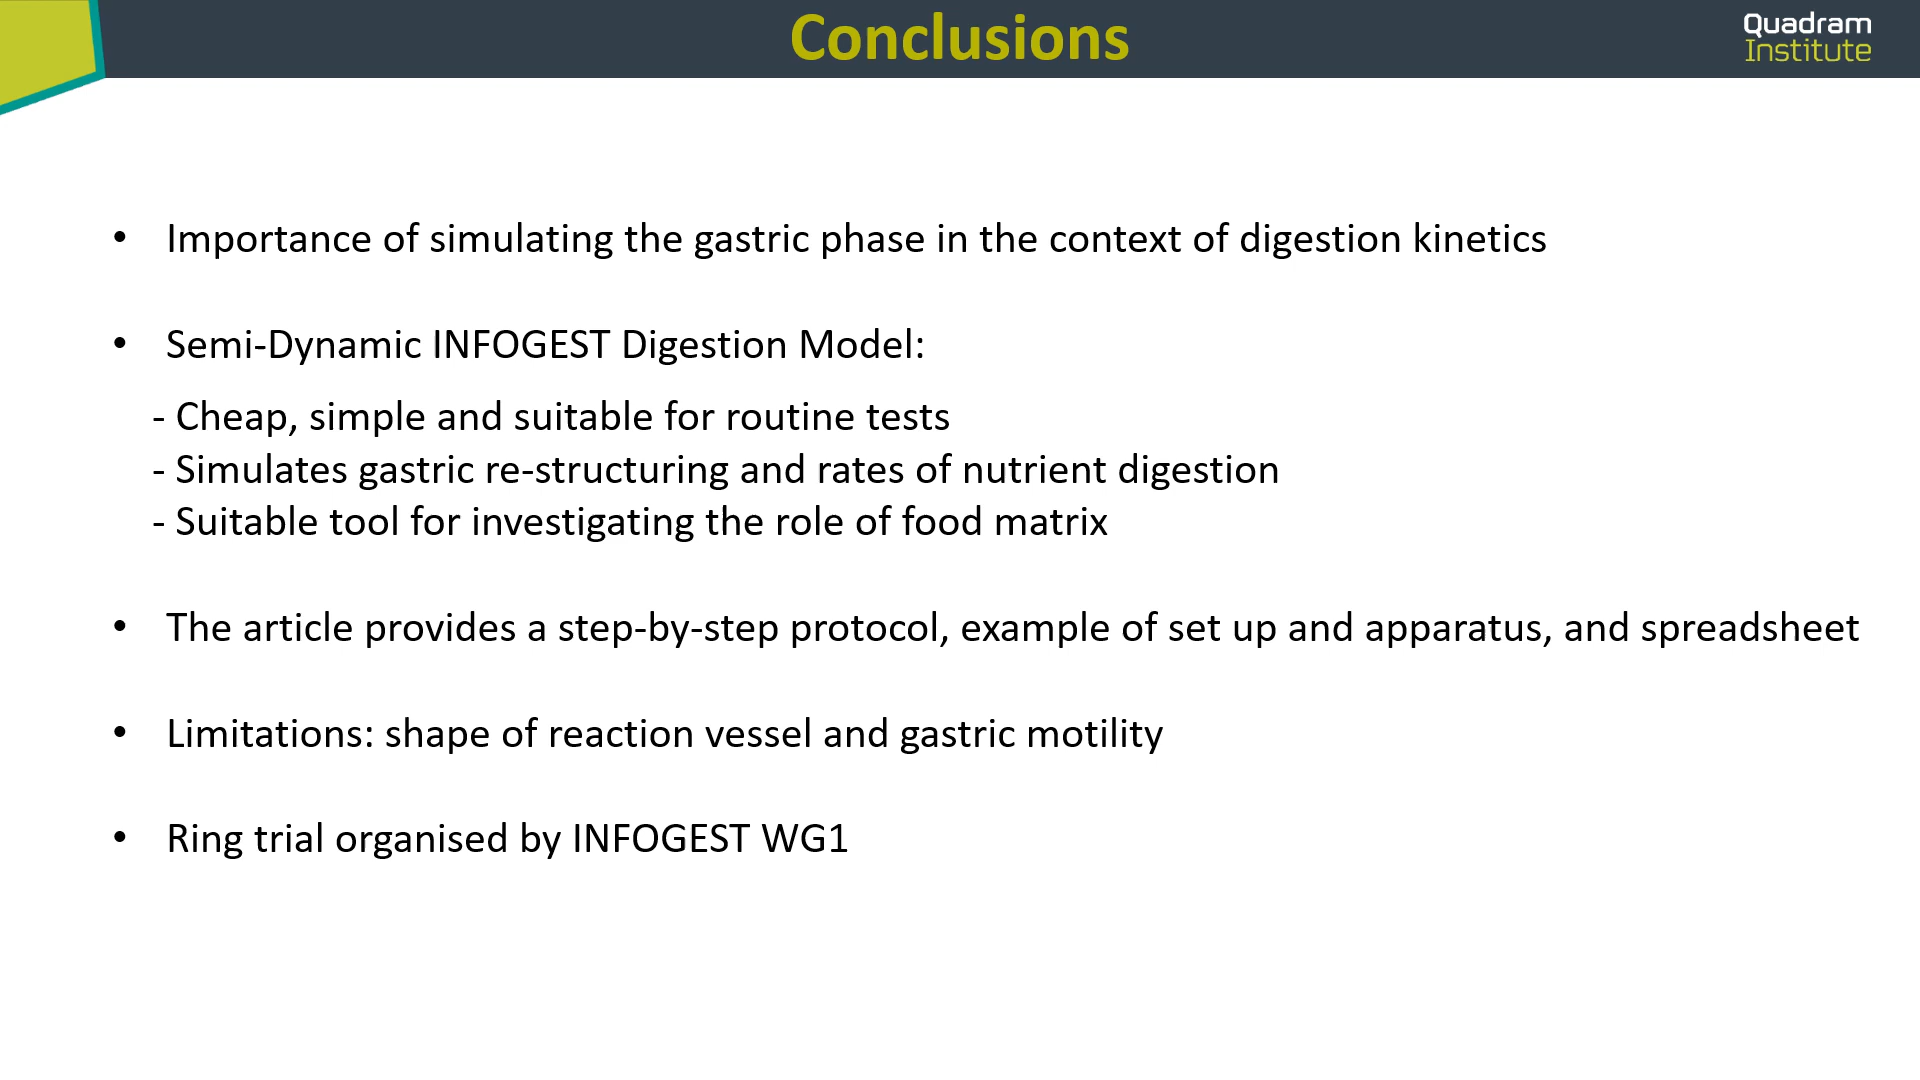 Conclusions
Quadram
Institute
• Importance of simulating the gastric phase in the context of digestion kinetics
• Semi-Dynamic INFOGEST Digestion Model:
- Cheap, simple and suitable for routine tests
- Simulates gastric re-structuring and rates of nutrient digestion
- Suitable tool for investigating the role of food matrix
• The article provides a step-by-step protocol, example of set up and apparatus, and spreadsheet
• Limitations: shape of reaction vessel and gastric motility
• Ring trial organised by INFOGEST WG1